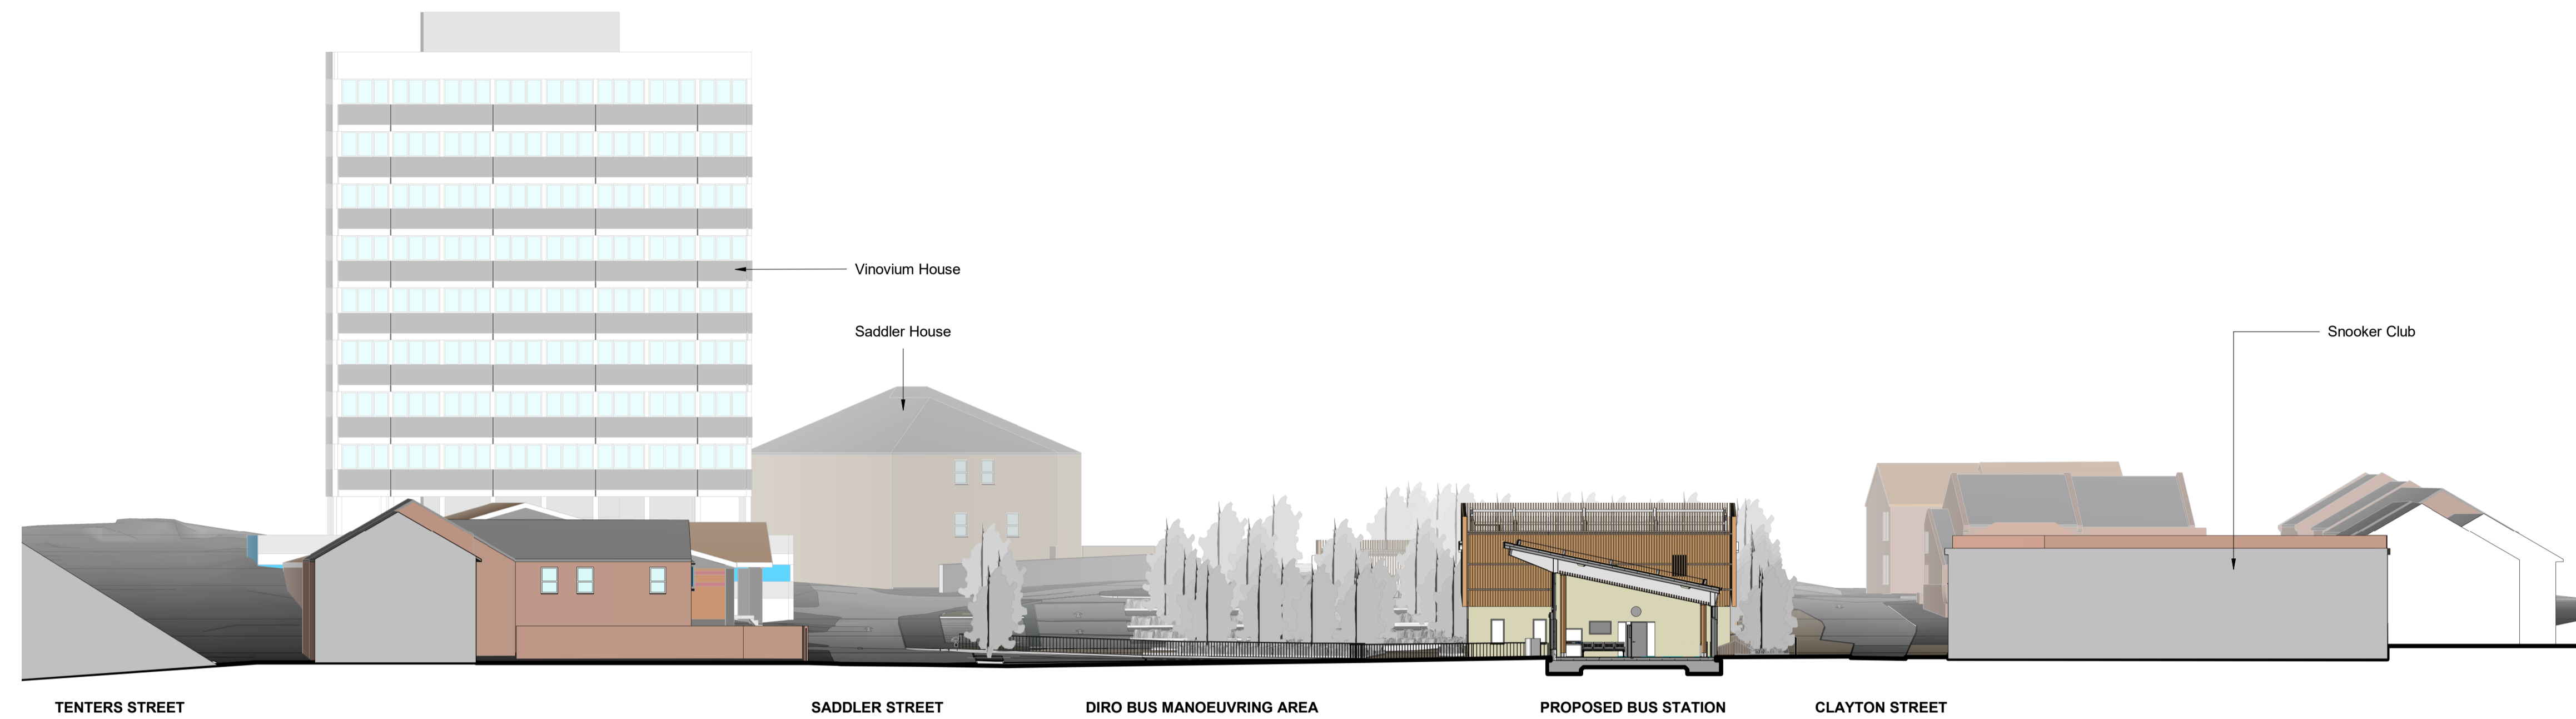 Vinovium House
Saddler House
Snooker Club
TENTERS STREET
SADDLER STREET
DIRO BUS MANOEUVRING AREA
PROPOSED BUS STATION
CLAYTON STREET